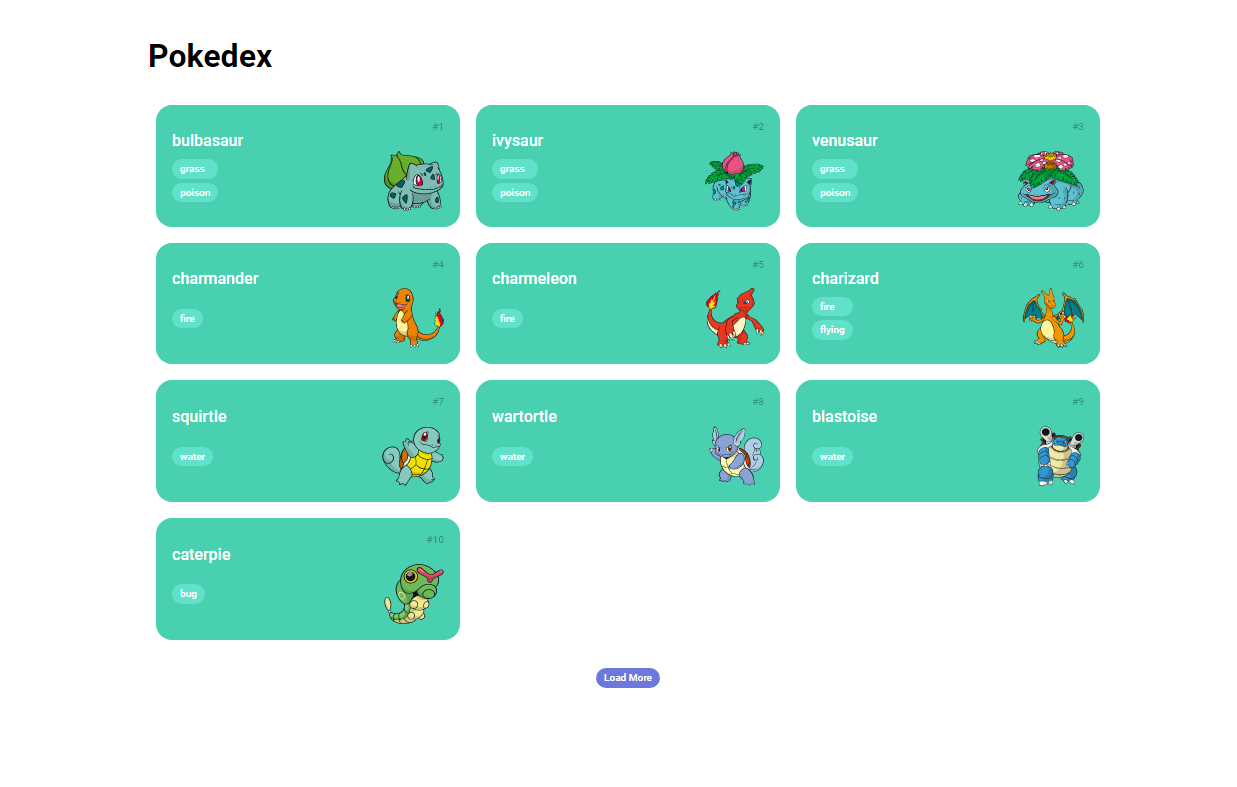 Pokedex
#1
bulbasaur
grass
poison
#2
ivysaur
grass
poison
#3
venusaur
grass
poison
#4
charmander
fire
#5
charmeleon
fire
#6
charizard
fire
flying
#7
squirtle
water
#8
wartortle
water
#9
blastoise
water
#10
caterpie
bug
Load More